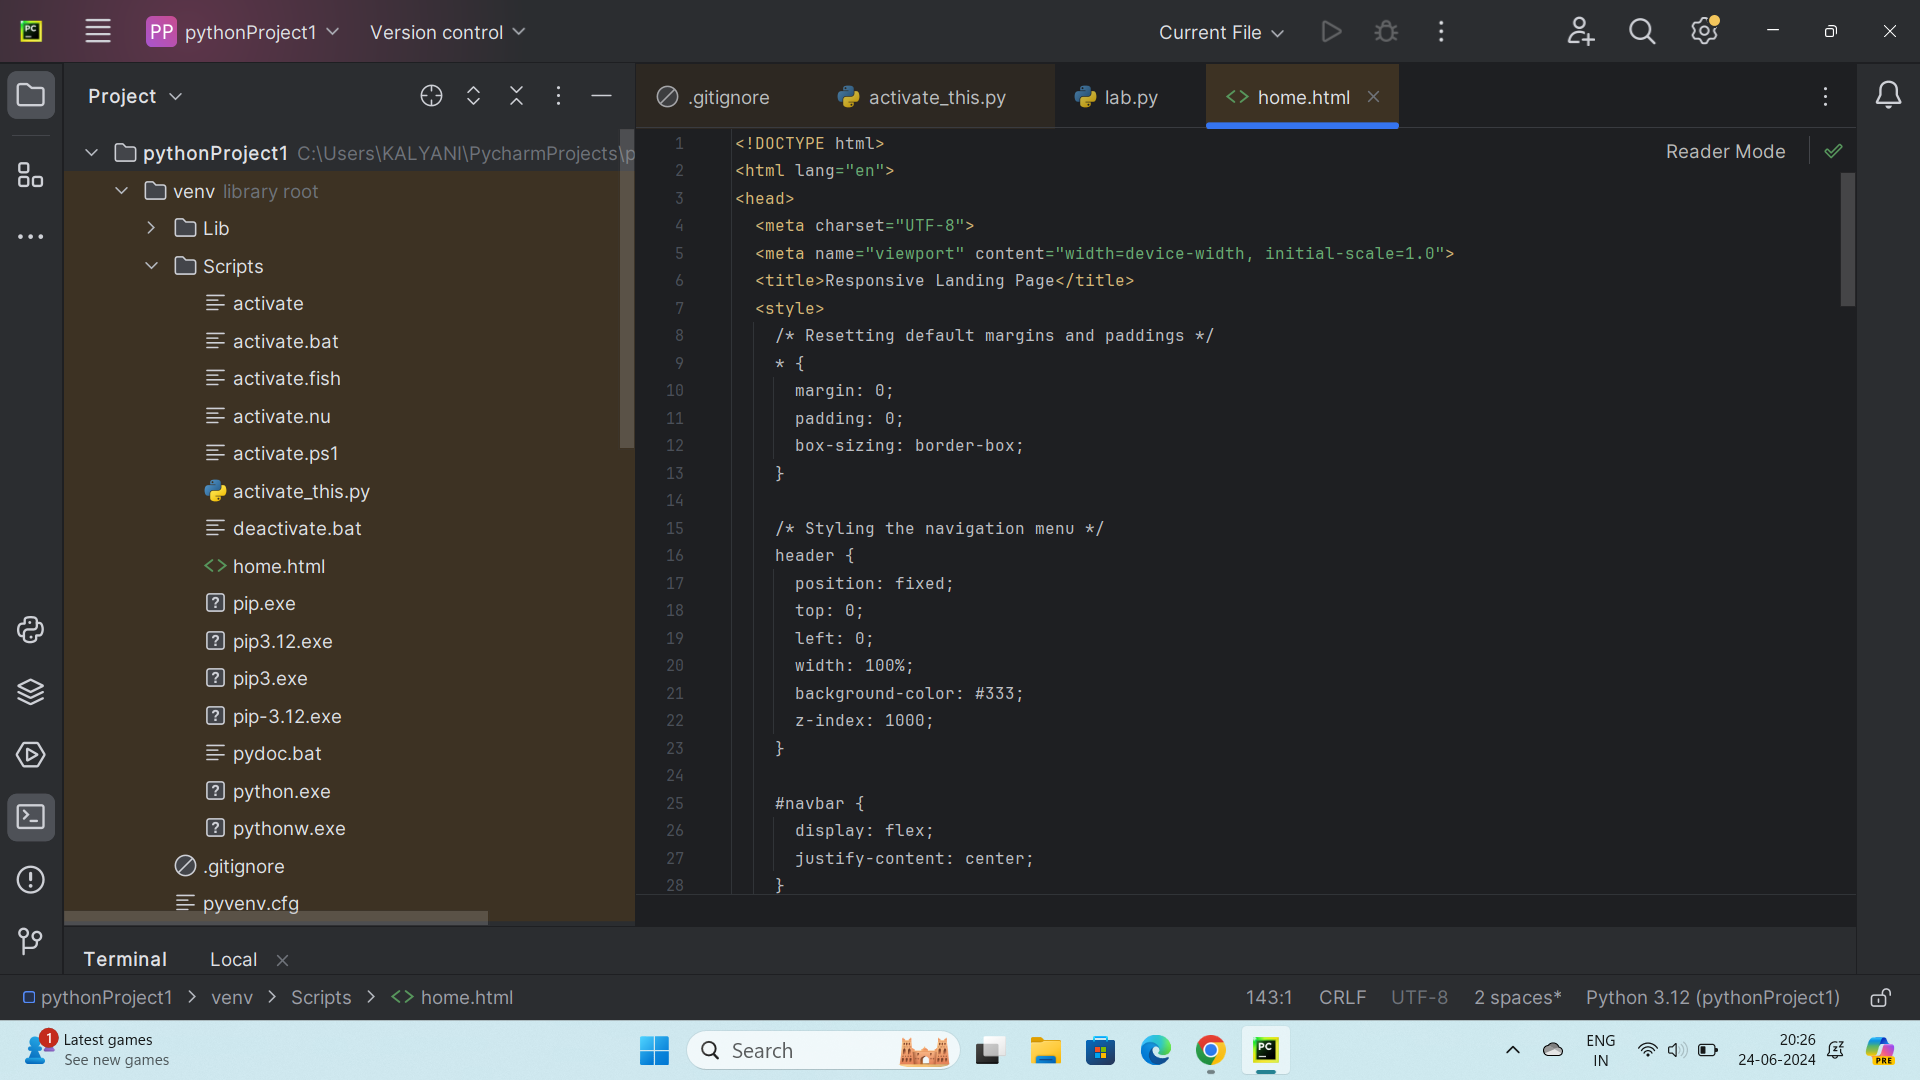 PC
PP pythonProject1
Version control
Current File
Project
pythonProject1 C:\Users\KALYANI\PycharmProjects\p
venv library root
Lib
Scripts
activate
activate.bat
activate.fish
activate.nu
activate.ps1
activate_this.py
deactivate.bat
home.html
pip.exe
pip3.12.exe
pip3.exe
pip-3.12.exe
pydoc.bat
python.exe
pythonw.exe
.gitignore
pyvenv.cfg
.gitignore
activate_this.py
lab.py
home.html
Reader Mode
1 <!DOCTYPE html>
2 <html lang="en">
3 <head>
4 <meta charset="UTF-8">
5 <meta name="viewport" content="width=device-width, initial-scale=1.0">
6 <title>Responsive Landing Page</title>
7 <style>
8 /* Resetting default margins and paddings */
9 * {
10 margin: 0;
11 padding: 0;
12 box-sizing: border-box;
13 }
14
15 /* Styling the navigation menu */
16 header {
17 position: fixed;
18 top: 0;
19 left: 0;
20 width: 100%;
21 background-color: #333;
22 z-index: 1000;
23 }
24
25 #navbar {
26 display: flex;
27 justify-content: center;
28 }
Terminal
Local
pythonProject1 > venv > Scripts > <> home.html
143:1
CRLF
UTF-8
2 spaces*
Python 3.12 (pythonProject1)
1
Latest games
See new games
Search
PC
ENG
IN
20:26
24-06-2024
PRE